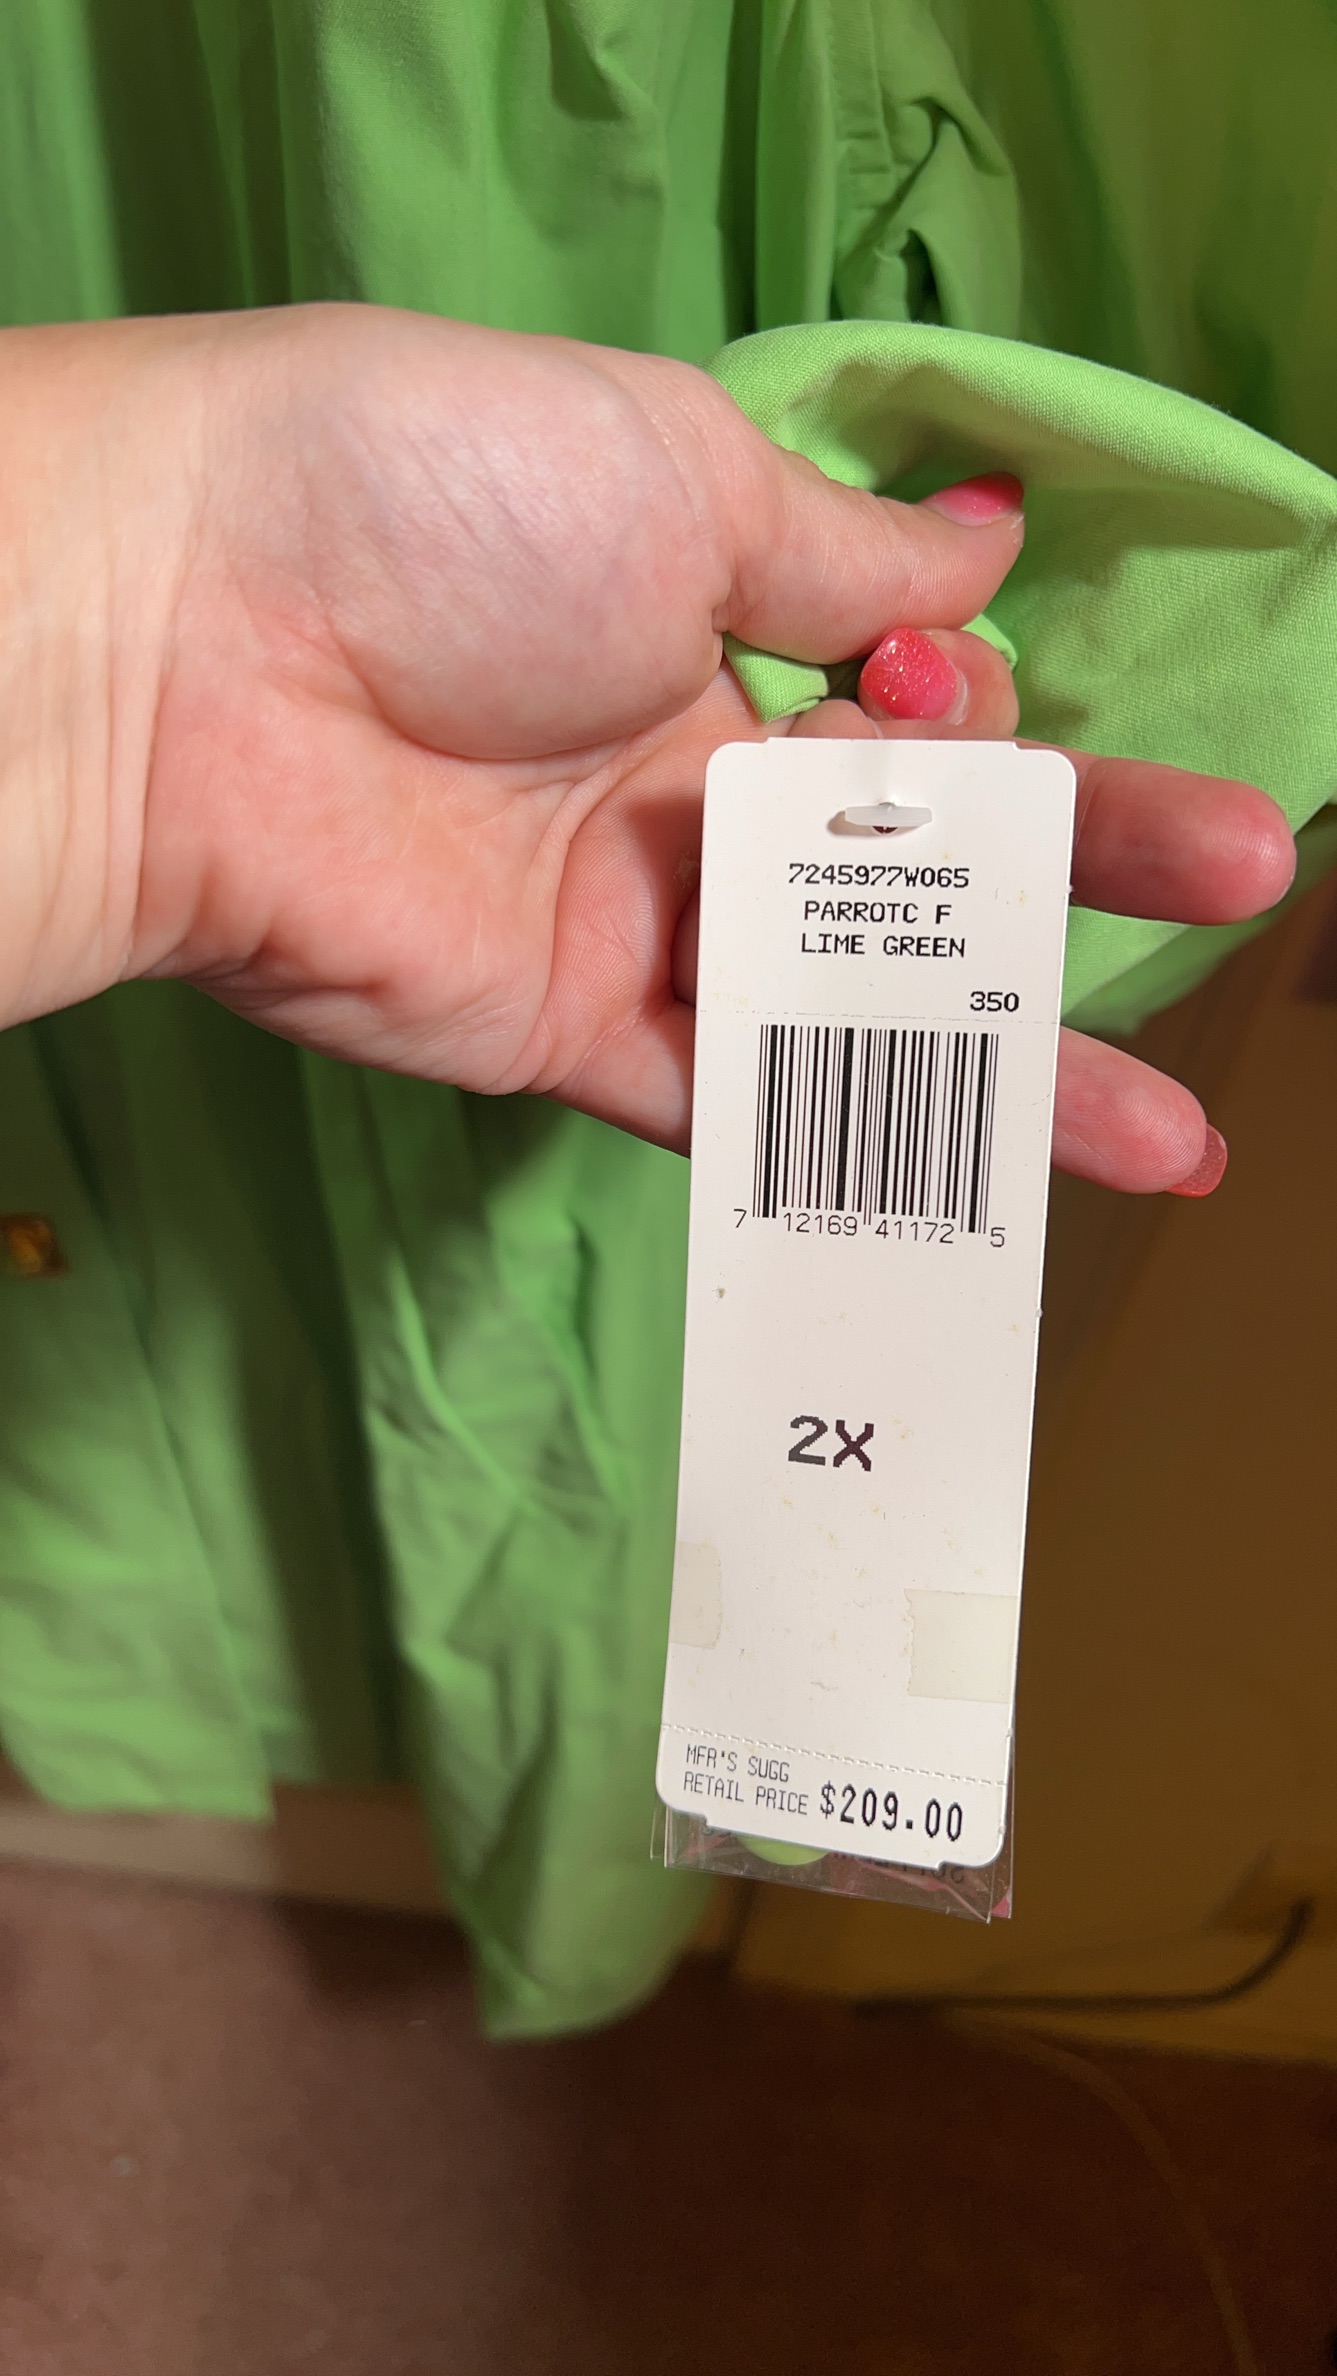 7245977W065
PARROTC F
LIME GREEN
350
7 12169 41172 5
2X
MFR'S SUGG
RETAIL PRICE $209.00